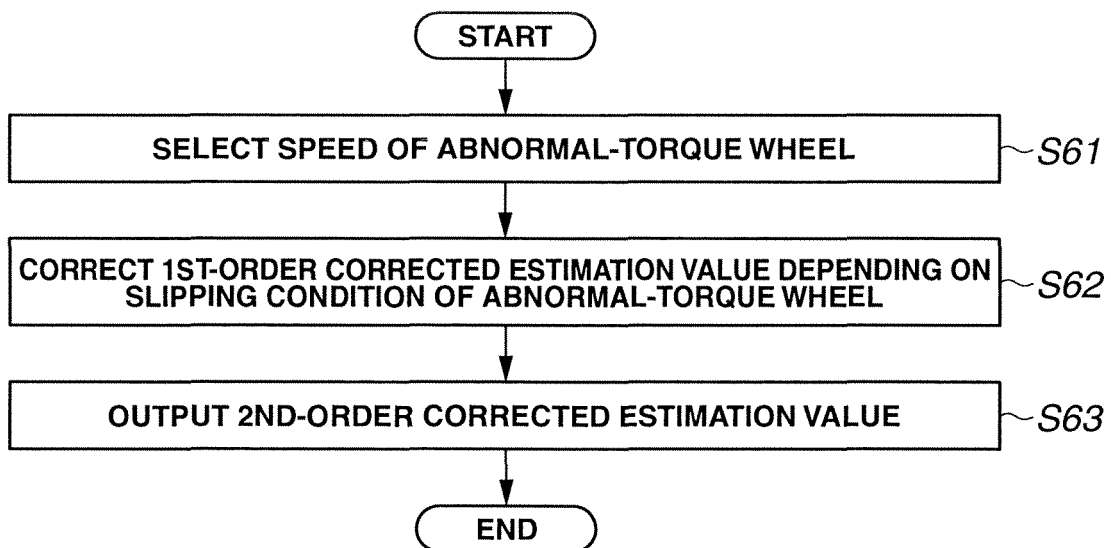 START
SELECT SPEED OF ABNORMAL-TORQUE WHEEL
S61
CORRECT 1ST-ORDER CORRECTED ESTIMATION VALUE DEPENDING ON
SLIPPING CONDITION OF ABNORMAL-TORQUE WHEEL
S62
OUTPUT 2ND-ORDER CORRECTED ESTIMATION VALUE
S63
END